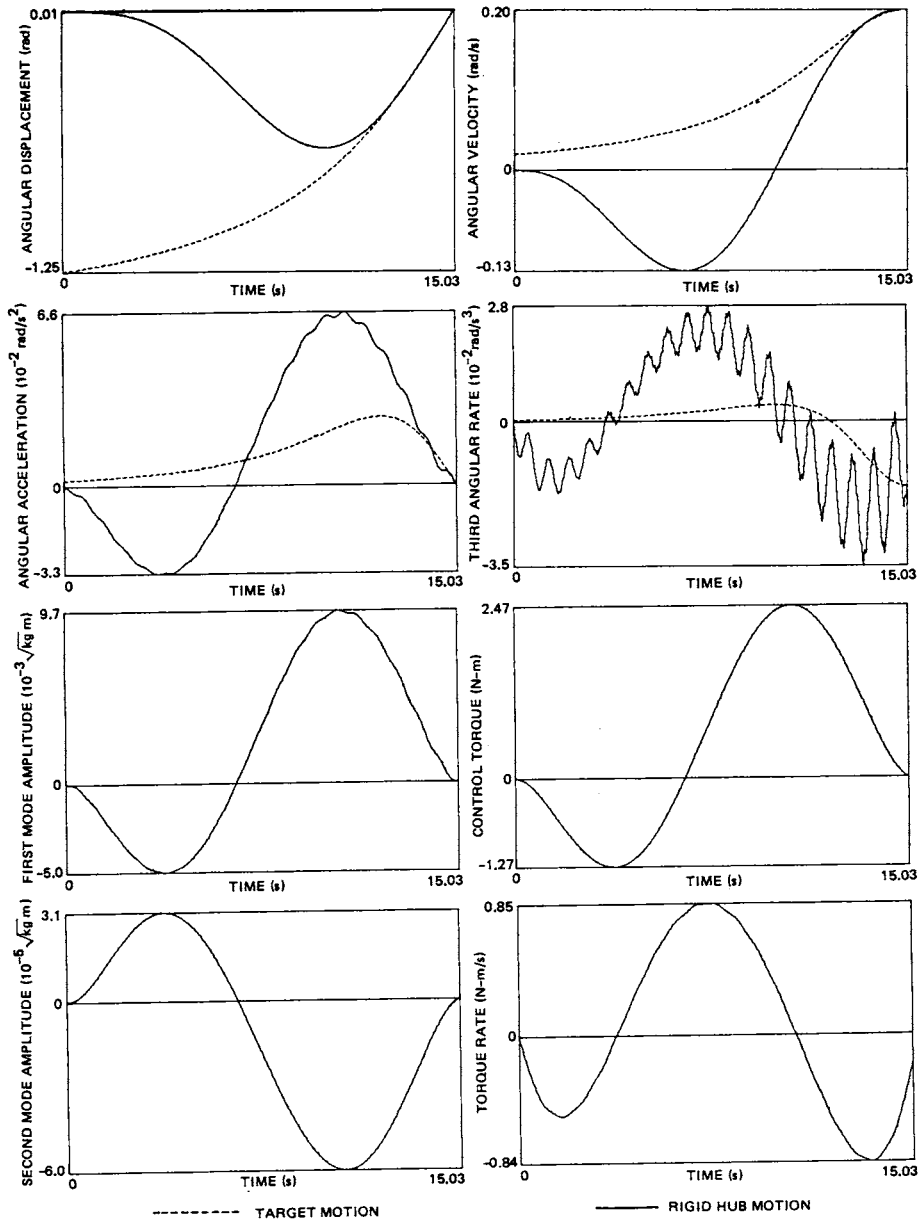 0.01
ANGULAR DISPLACEMENT (rad)
-1.25
0
TIME (s)
15.03
0.20
ANGULAR VELOCITY (rad/s)
0
-0.13
0
TIME (s)
15.03
6.6
ANGULAR ACCELERATION (10⁻² rad/s²)
0
-3.3
0
TIME (s)
15.03
2.8
THIRD ANGULAR RATE (10⁻² rad/s³)
0
-3.5
0
TIME (s)
15.03
9.7
FIRST MODE AMPLITUDE (10⁻³ √kg m)
0
-5.0
0
TIME (s)
15.03
2.47
CONTROL TORQUE (N-m)
0
-1.27
0
TIME (s)
15.03
3.1
SECOND MODE AMPLITUDE (10⁻⁵ √kg m)
0
-6.0
0
TIME (s)
15.03
0.85
TORQUE RATE (N-m/s)
0
-0.84
0
TIME (s)
15.03
TARGET MOTION
RIGID HUB MOTION